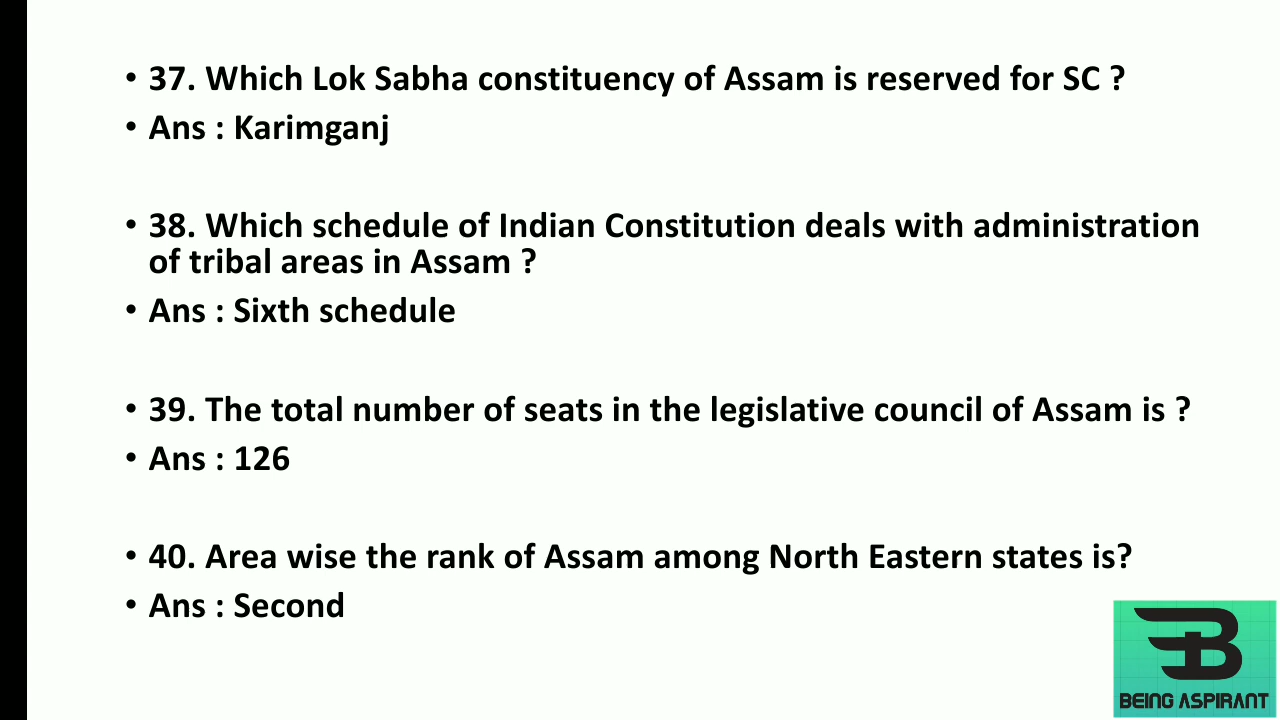 • 37. Which Lok Sabha constituency of Assam is reserved for SC ?
• Ans : Karimganj
• 38. Which schedule of Indian Constitution deals with administration
of tribal areas in Assam ?
• Ans : Sixth schedule
• 39. The total number of seats in the legislative council of Assam is ?
• Ans : 126
• 40. Area wise the rank of Assam among North Eastern states is?
• Ans : Second
BEING ASPIRANT